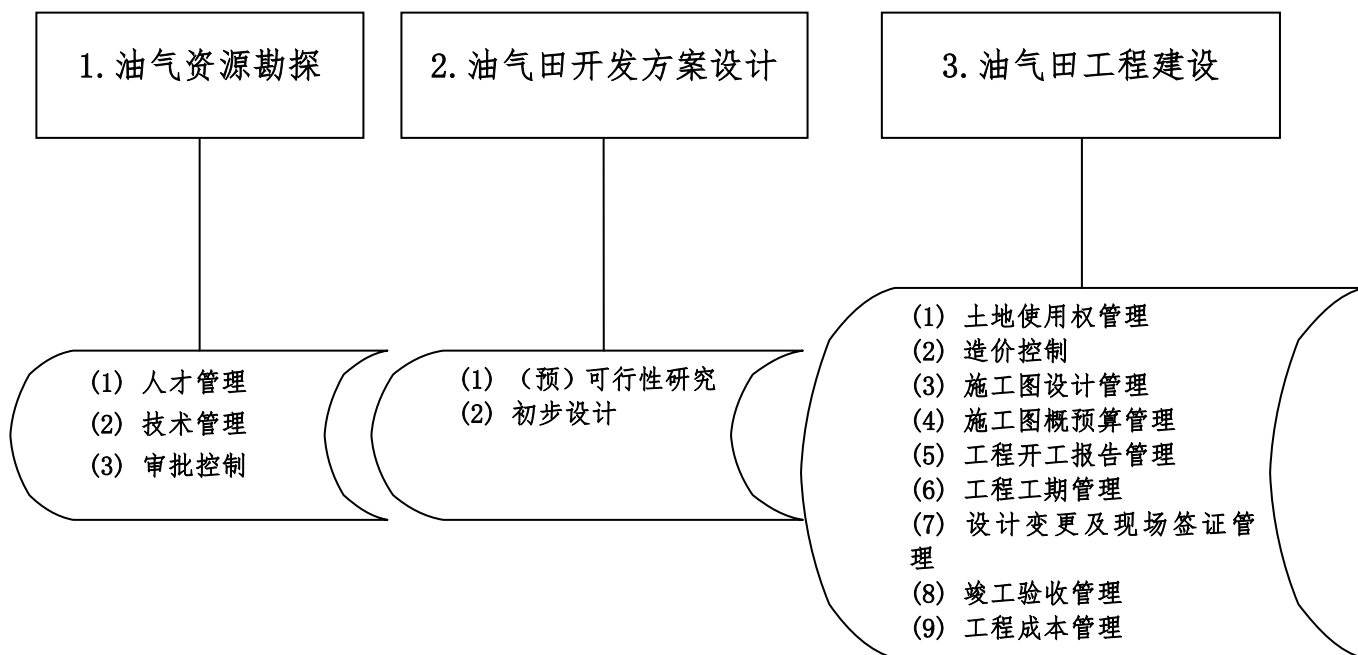 1.油气资源勘探
2.油气田开发方案设计
3.油气田工程建设
(1) 人才管理
(2) 技术管理
(3) 审批控制
(1) （预）可行性研究
(2) 初步设计
(1) 土地使用权管理
(2) 造价控制
(3) 施工图设计管理
(4) 施工图概预算管理
(5) 工程开工报告管理
(6) 工程工期管理
(7) 设计变更及现场签证管
理
(8) 竣工验收管理
(9) 工程成本管理